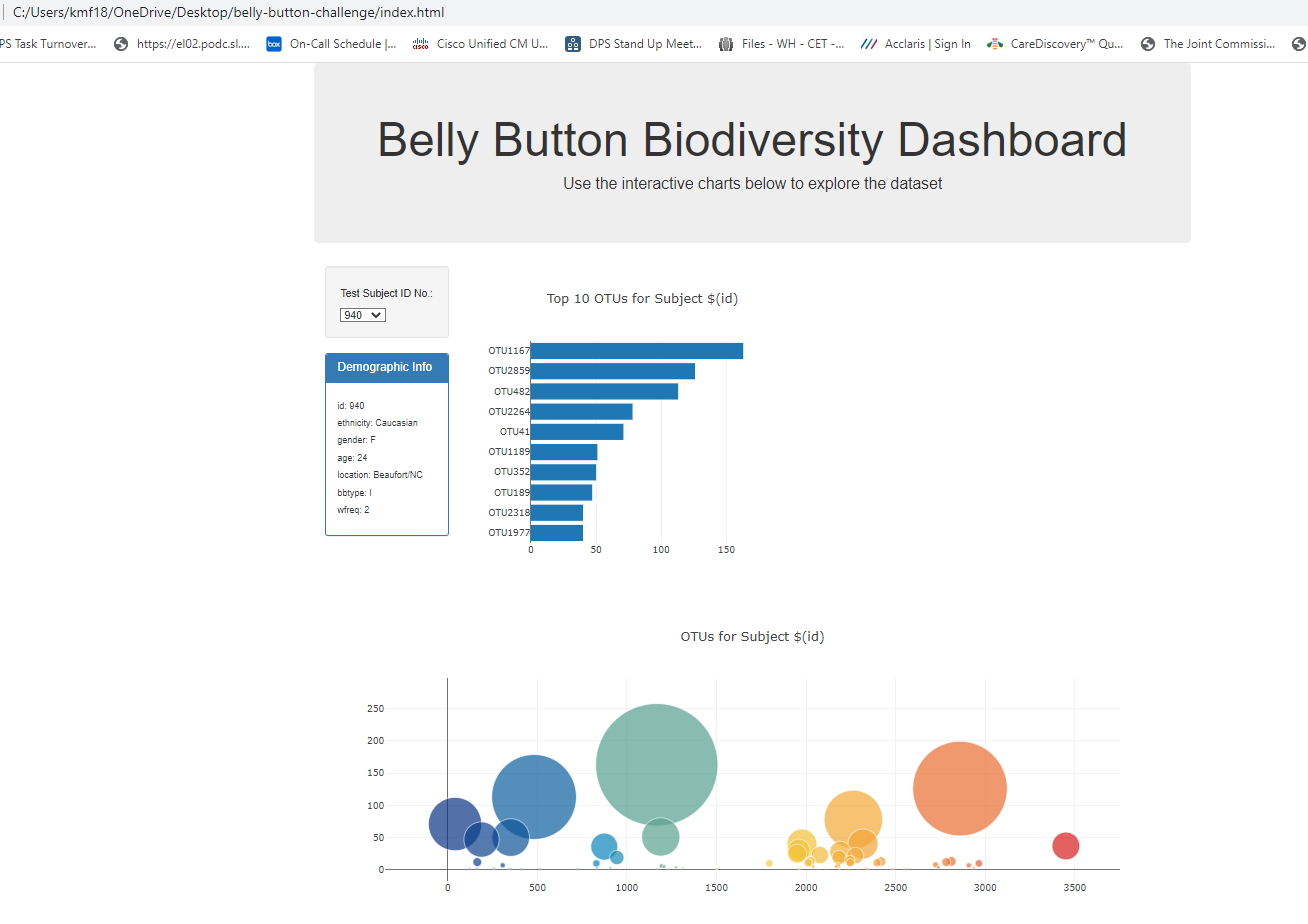 C:/Users/kmf18/OneDrive/Desktop/belly-button-challenge/index.html
PS Task Turnover... https://el02.podc.sl.... box On-Call Schedule |... cisco Cisco Unified CM U... DPS Stand Up Meet... Files - WH - CET -... Acclaris | Sign In CareDiscovery™ Qu... The Joint Commissi...
Belly Button Biodiversity Dashboard
Use the interactive charts below to explore the dataset
Test Subject ID No.:
940
Demographic Info
id: 940
ethnicity: Caucasian
gender: F
age: 24
location: Beaufort/NC
bbtype: I
wfreq: 2
Top 10 OTUs for Subject $(id)
OTU1167
OTU2859
OTU482
OTU2264
OTU41
OTU1189
OTU352
OTU189
OTU2318
OTU1977
0 50 100 150
OTUs for Subject $(id)
250
200
150
100
50
0
0 500 1000 1500 2000 2500 3000 3500